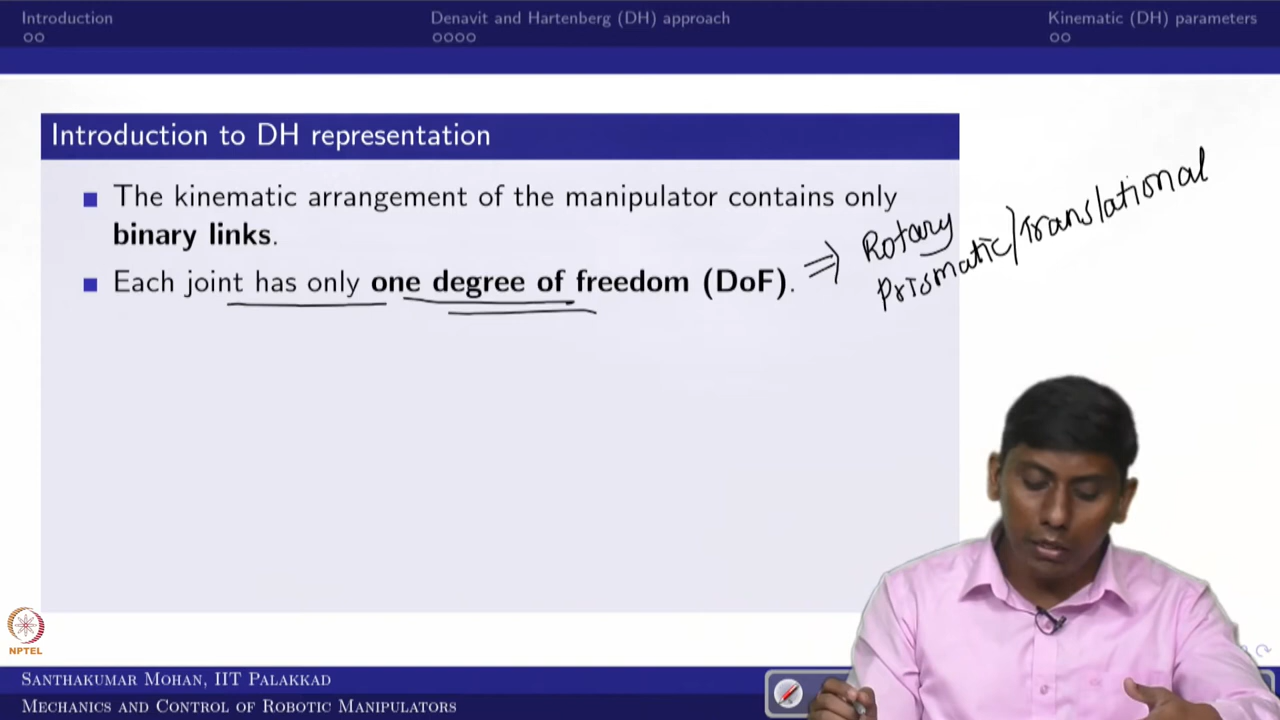 Introduction
Denavit and Hartenberg (DH) approach
Kinematic (DH) parameters
Introduction to DH representation
The kinematic arrangement of the manipulator contains only
binary links.
Each joint has only one degree of freedom (DoF).
⇒ Rotary
Prismatic/Translational
NPTEL
Santhakumar Mohan, IIT Palakkad
Mechanics and Control of Robotic Manipulators